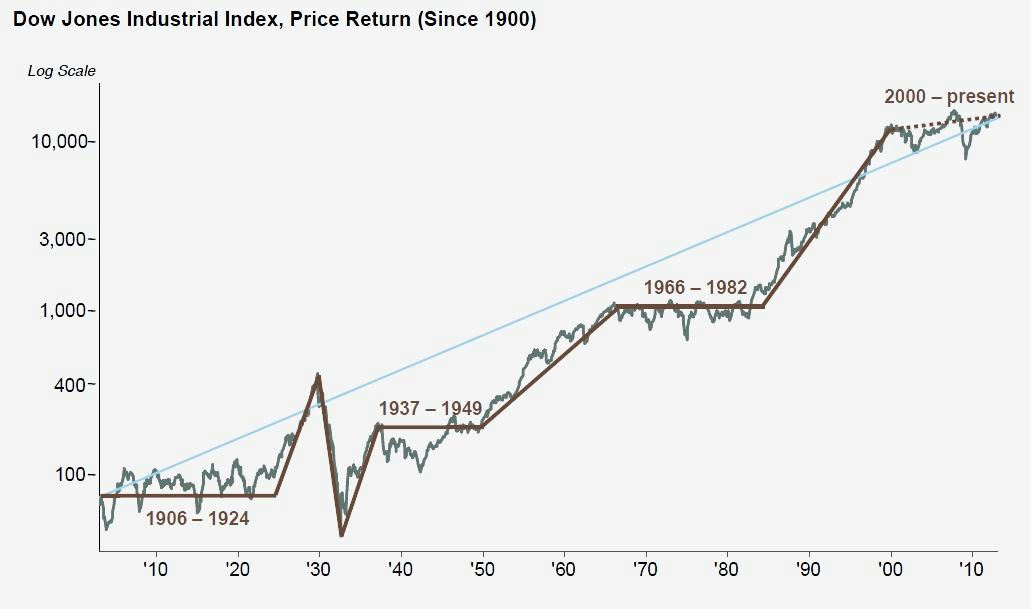 Dow Jones Industrial Index, Price Return (Since 1900)
Log Scale
2000 – present
10,000
3,000
1966 – 1982
1,000
400
1937 – 1949
100
1906 – 1924
'10 '20 '30 '40 '50 '60 '70 '80 '90 '00 '10